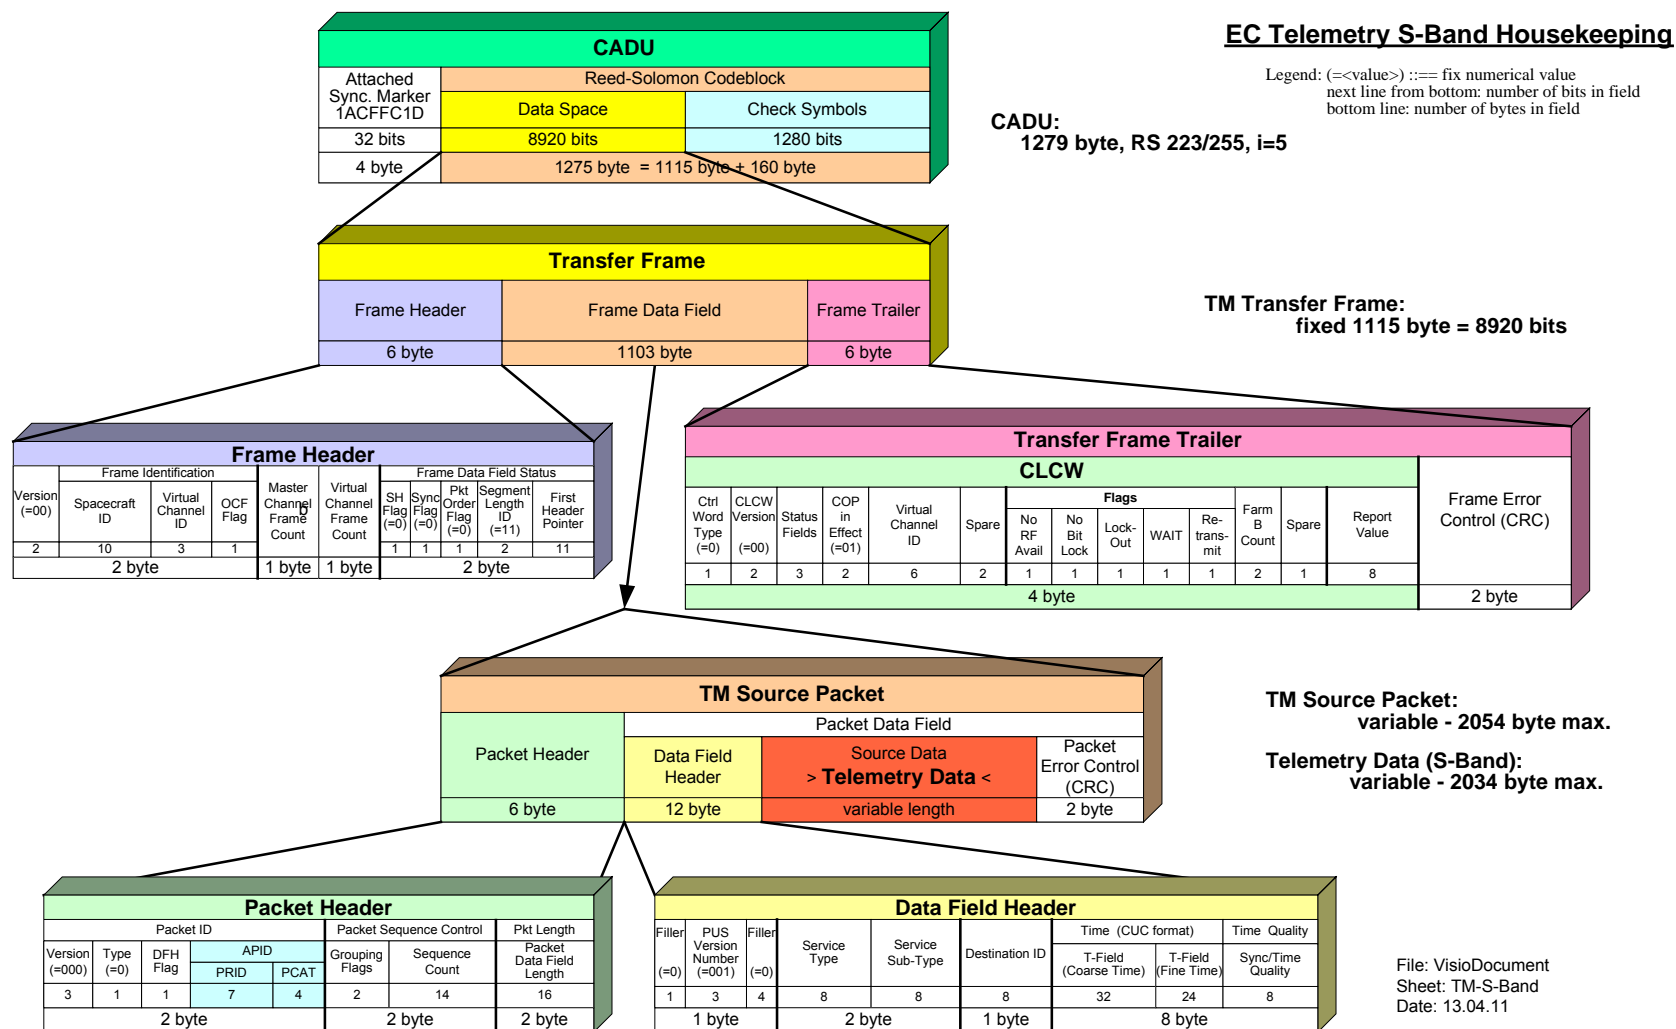 EC Telemetry S-Band Housekeeping
Legend: (=<value>) ::== fix numerical value
next line from bottom: number of bits in field
bottom line: number of bytes in field
CADU
Attached
Sync. Marker
1ACFFC1D
Reed-Solomon Codeblock
Data Space
Check Symbols
32 bits
8920 bits
1280 bits
4 byte
1275 byte = 1115 byte + 160 byte
CADU:
1279 byte, RS 223/255, i=5
Transfer Frame
Frame Header
Frame Data Field
Frame Trailer
6 byte
1103 byte
6 byte
TM Transfer Frame:
fixed 1115 byte = 8920 bits
Frame Header
Version
(=00)
Frame Identification
Spacecraft
ID
Virtual
Channel
ID
OCF
Flag
Master
Channel
Frame
Count
b
Virtual
Channel
Frame
Count
Frame Data Field Status
SH
Flag
(=0)
Sync
Flag
(=0)
Pkt
Order
Flag
(=0)
Segment
Length
ID
(=11)
First
Header
Pointer
2
10
3
1
1
1
1
2
11
2 byte
1 byte
1 byte
2 byte
Transfer Frame Trailer
CLCW
Ctrl
Word
Type
(=0)
CLCW
Version
(=00)
Status
Fields
COP
in
Effect
(=01)
Virtual
Channel
ID
Spare
Flags
No
RF
Avail
No
Bit
Lock
Lock-
Out
WAIT
Re-
trans-
mit
Farm
B
Count
Spare
Report
Value
Frame Error
Control (CRC)
1
2
3
2
6
2
1
1
1
1
1
2
1
8
4 byte
2 byte
TM Source Packet
Packet Header
Packet Data Field
Data Field
Header
Source Data
> Telemetry Data <
Packet
Error Control
(CRC)
6 byte
12 byte
variable length
2 byte
TM Source Packet:
variable - 2054 byte max.
Telemetry Data (S-Band):
variable - 2034 byte max.
Packet Header
Packet ID
Packet Sequence Control
Pkt Length
Version
(=000)
Type
(=0)
DFH
Flag
APID
PRID
PCAT
Grouping
Flags
Sequence
Count
Packet
Data Field
Length
3
1
1
7
4
2
14
16
2 byte
2 byte
2 byte
Data Field Header
Filler
(=0)
PUS
Version
Number
(=001)
Filler
(=0)
Service
Type
Service
Sub-Type
Destination ID
Time (CUC format)
T-Field
(Coarse Time)
T-Field
(Fine Time)
Time Quality
Sync/Time
Quality
1
3
4
8
8
8
32
24
8
1 byte
2 byte
1 byte
8 byte
File: VisioDocument
Sheet: TM-S-Band
Date: 13.04.11